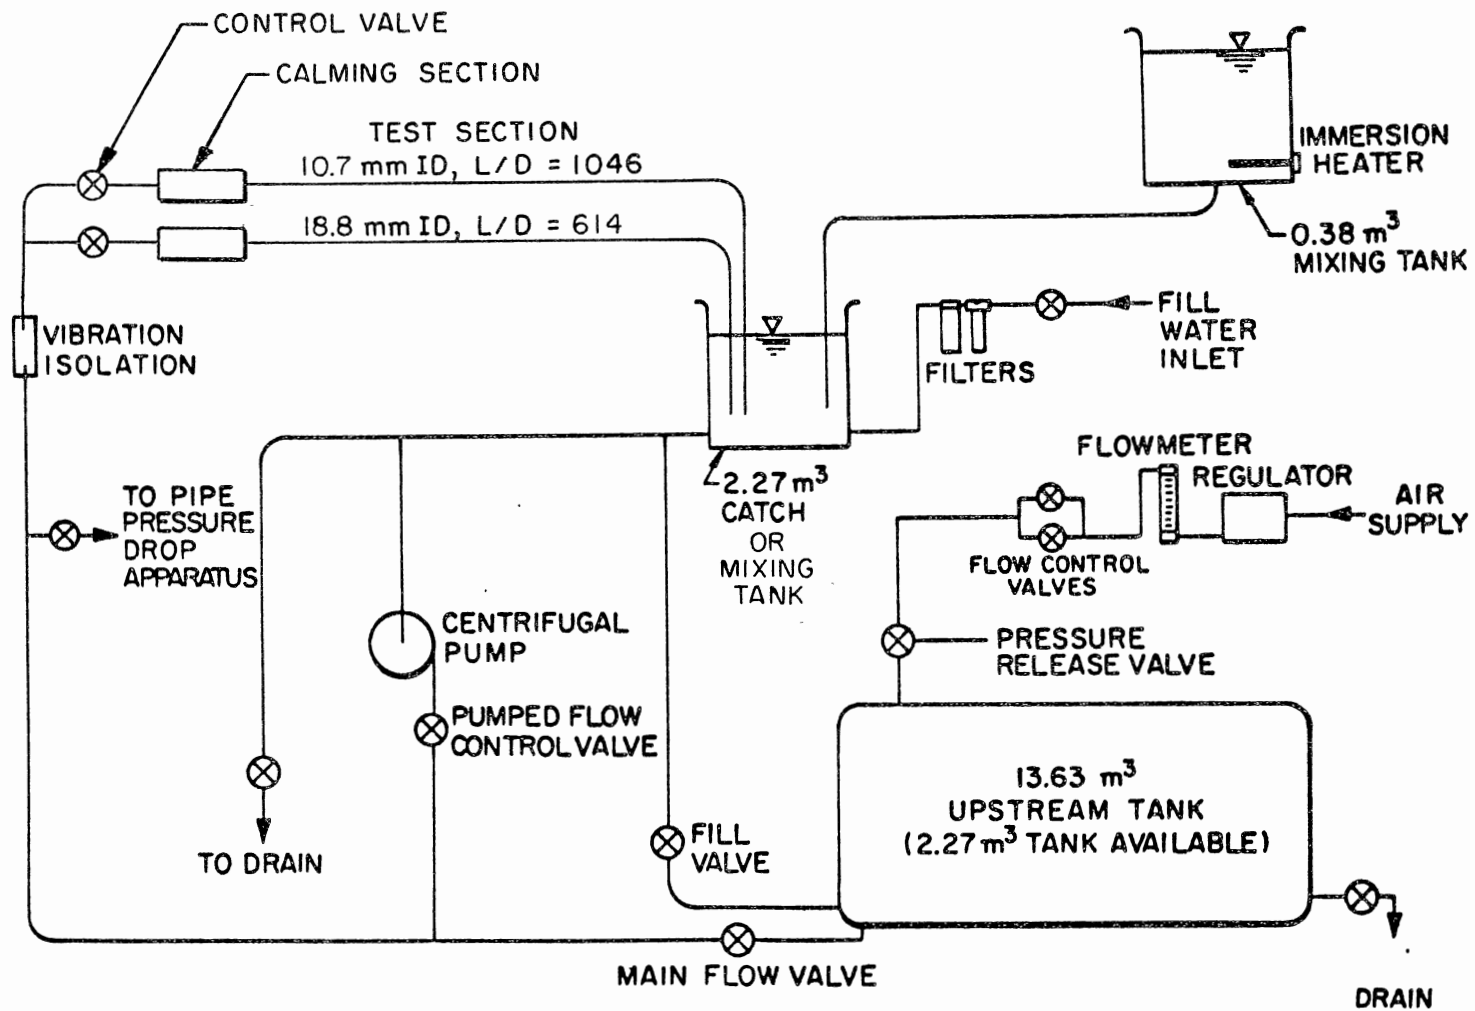 CONTROL VALVE
CALMING SECTION
TEST SECTION
10.7 mm ID, L/D = 1046
18.8 mm ID, L/D = 614
IMMERSION
HEATER
0.38 m³
MIXING TANK
VIBRATION
ISOLATION
FILL
WATER
INLET
FILTERS
2.27 m³
CATCH
OR
MIXING
TANK
FLOWMETER
REGULATOR
AIR
SUPPLY
FLOW CONTROL
VALVES
TO PIPE
PRESSURE
DROP
APPARATUS
CENTRIFUGAL
PUMP
PRESSURE
RELEASE VALVE
PUMPED FLOW
CONTROL VALVE
13.63 m³
UPSTREAM TANK
(2.27 m³ TANK AVAILABLE)
FILL
VALVE
TO DRAIN
MAIN FLOW VALVE
DRAIN